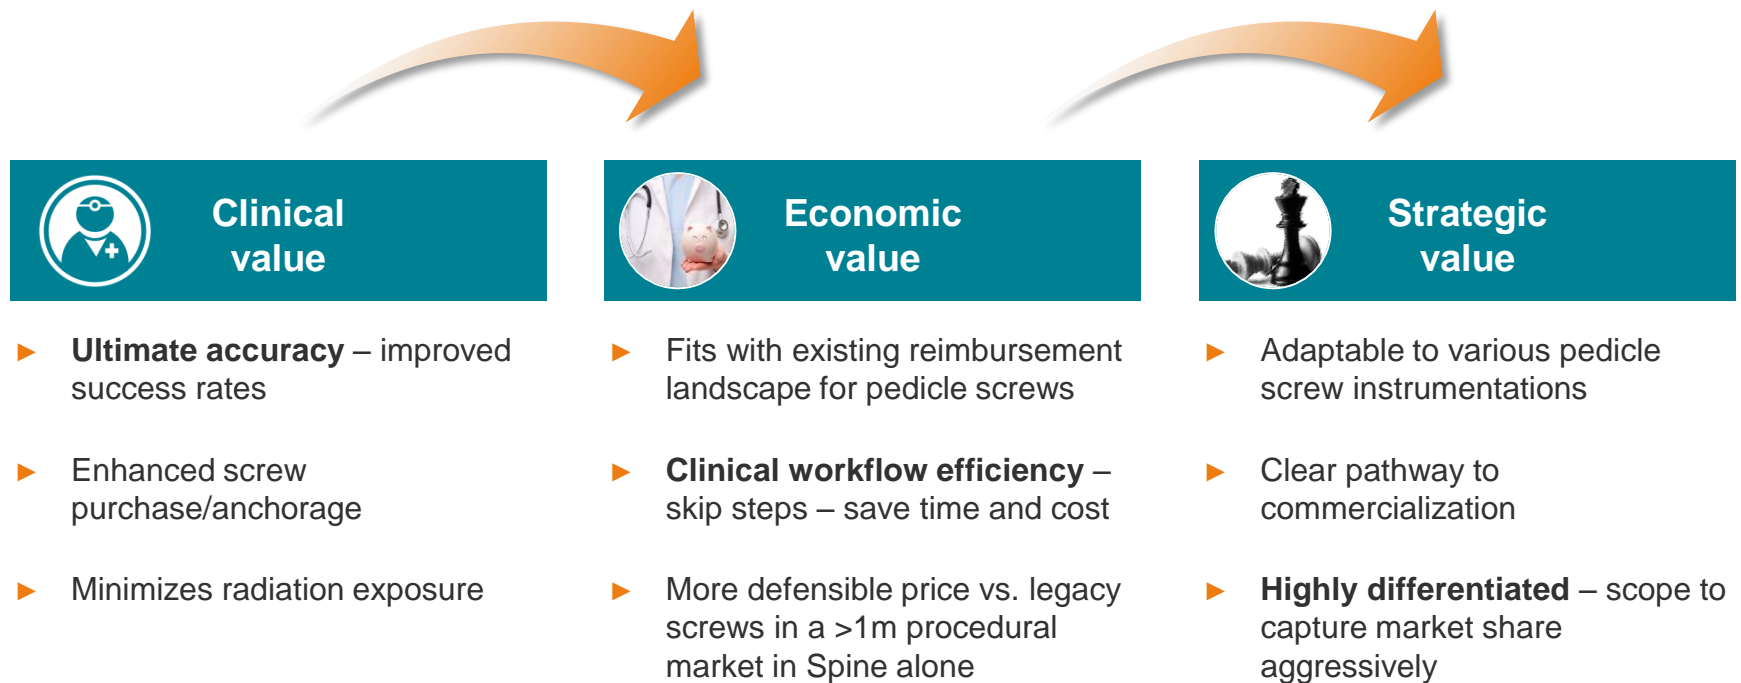 Clinical
value
► Ultimate accuracy – improved
success rates
► Enhanced screw
purchase/anchorage
► Minimizes radiation exposure
Economic
value
► Fits with existing reimbursement
landscape for pedicle screws
► Clinical workflow efficiency –
skip steps – save time and cost
► More defensible price vs. legacy
screws in a >1m procedural
market in Spine alone
Strategic
value
► Adaptable to various pedicle
screw instrumentations
► Clear pathway to
commercialization
► Highly differentiated – scope to
capture market share
aggressively